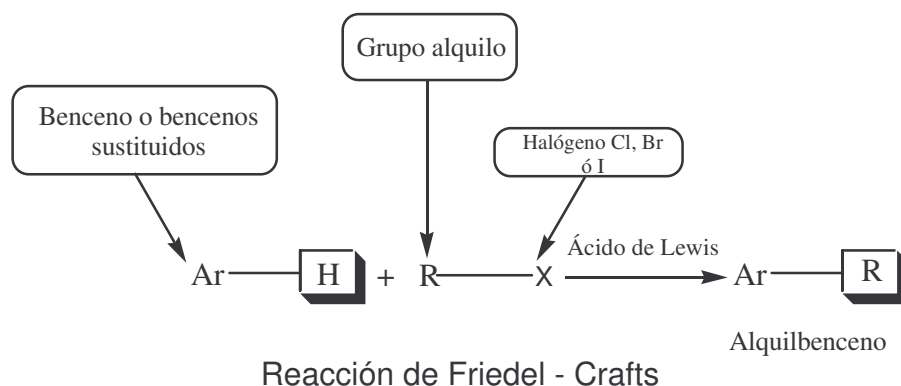 Grupo alquilo
Benceno o bencenos
sustituidos
Halógeno Cl, Br
ó I
Ar H + R X Ácido de Lewis Ar R
Alquilbenceno
Reacción de Friedel - Crafts